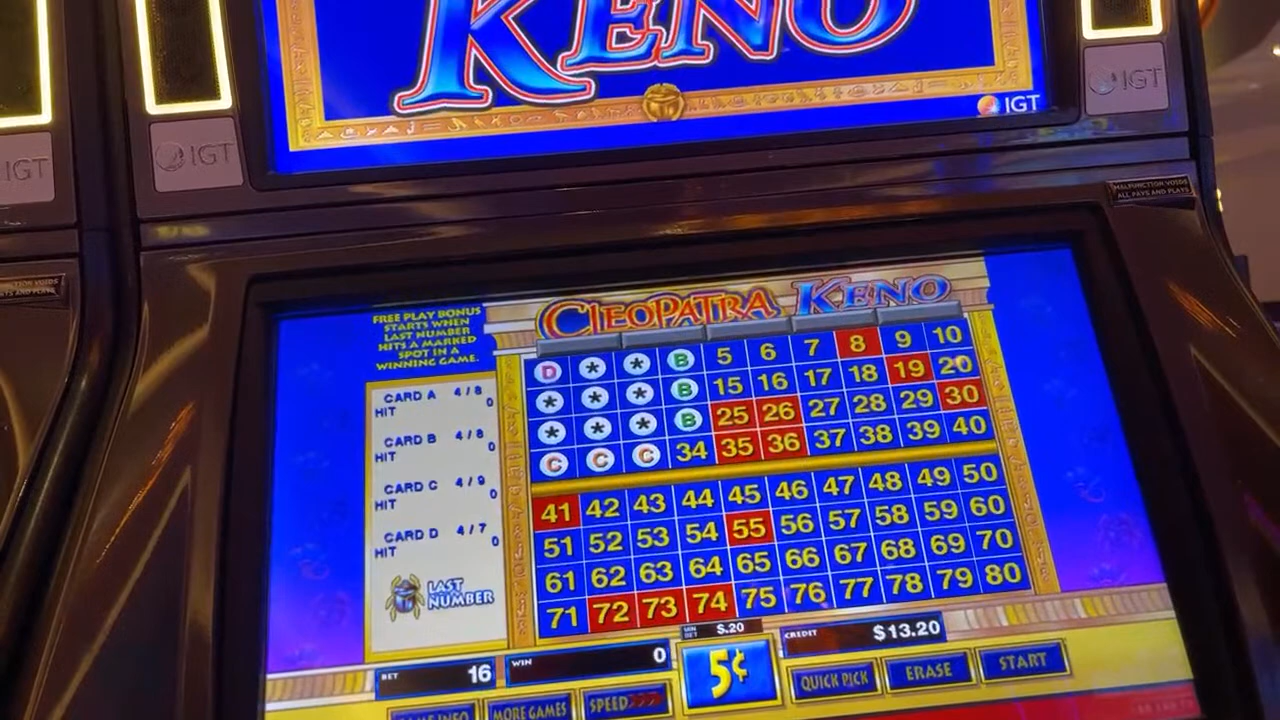 KENO
IGT
IGT
IGT
IGT
MALFUNCTION VOIDS
ALL PAYS AND PLAYS
FREE PLAY BONUS
STARTS WHEN
LAST NUMBER
HITS A MARKED
SPOT IN A
WINNING GAME.
CLEOPATRA KENO
CARD A 4/8
HIT 0
CARD B 4/8
HIT 0
CARD C 4/9
HIT 0
CARD D 4/7
HIT 0
LAST
NUMBER
D * * B 5 6 7 8 9 10
* * * B 15 16 17 18 19 20
* * * B 25 26 27 28 29 30
C C C 34 35 36 37 38 39 40
41 42 43 44 45 46 47 48 49 50
51 52 53 54 55 56 57 58 59 60
61 62 63 64 65 66 67 68 69 70
71 72 73 74 75 76 77 78 79 80
BET 16
WIN 0
MIN BET $.20
5¢
CREDIT $13.20
GAME INFO
MORE GAMES
SPEED
QUICK PICK
ERASE
START